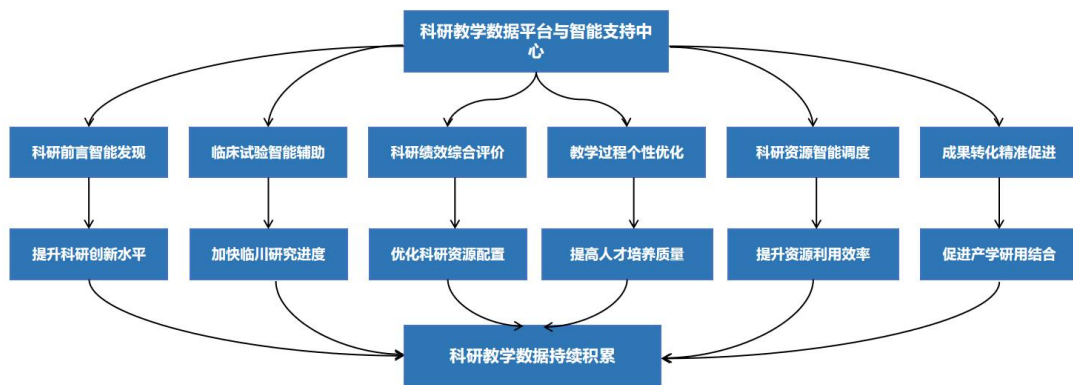 科研教学数据平台与智能支持中
心
科研前言智能发现
临床试验智能辅助
科研绩效综合评价
教学过程个性优化
科研资源智能调度
成果转化精准促进
提升科研创新水平
加快临川研究进度
优化科研资源配置
提高人才培养质量
提升资源利用效率
促进产学研用结合
科研教学数据持续积累